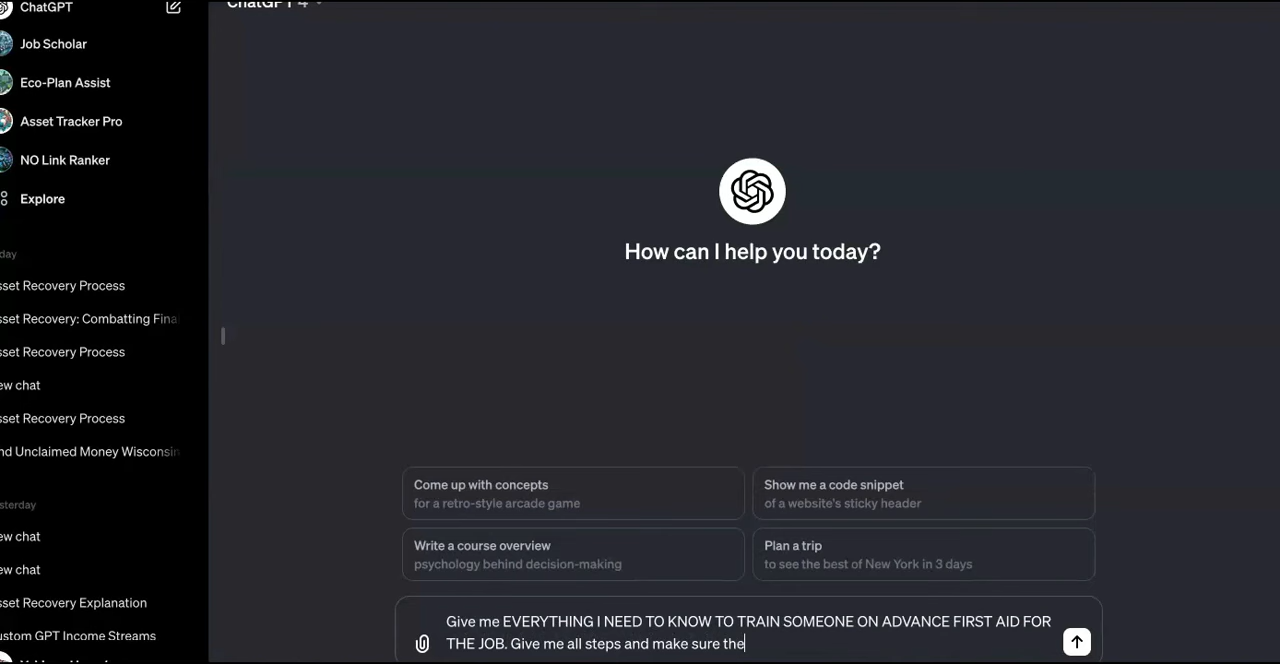 ChatGPT
Job Scholar
Eco-Plan Assist
Asset Tracker Pro
NO Link Ranker
Explore
day
sset Recovery Process
sset Recovery: Combatting Fina
sset Recovery Process
ew chat
sset Recovery Process
nd Unclaimed Money Wisconsin
sterday
ew chat
ew chat
sset Recovery Explanation
ustom GPT Income Streams
ChatGPT 4
How can I help you today?
Come up with concepts
for a retro-style arcade game
Show me a code snippet
of a website's sticky header
Write a course overview
psychology behind decision-making
Plan a trip
to see the best of New York in 3 days
Give me EVERYTHING I NEED TO KNOW TO TRAIN SOMEONE ON ADVANCE FIRST AID FOR
THE JOB. Give me all steps and make sure the